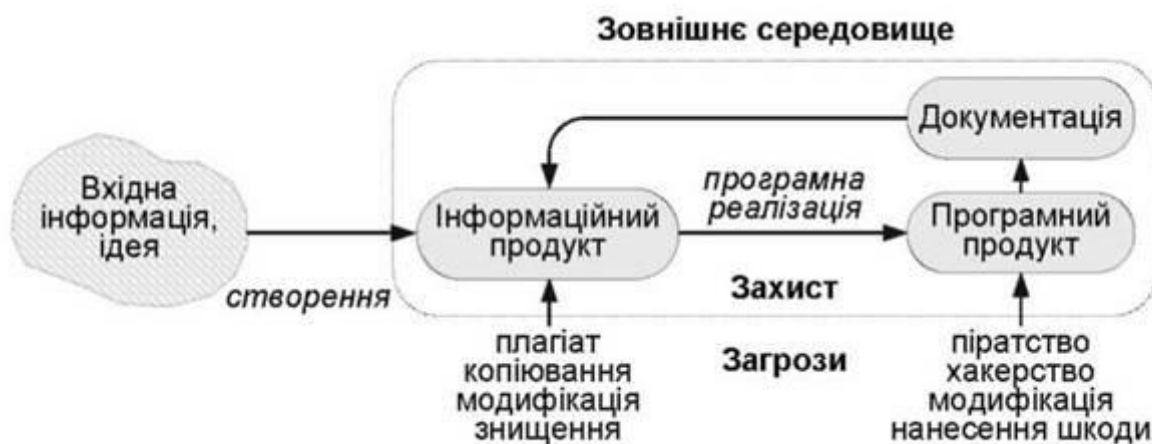 Зовнішнє середовище
Документація
Вхідна
інформація,
ідея
створення
Інформаційний
продукт
програмна
реалізація
Програмний
продукт
Захист
Загрози
плагіат
копіювання
модифікація
знищення
піратство
хакерство
модифікація
нанесення шкоди